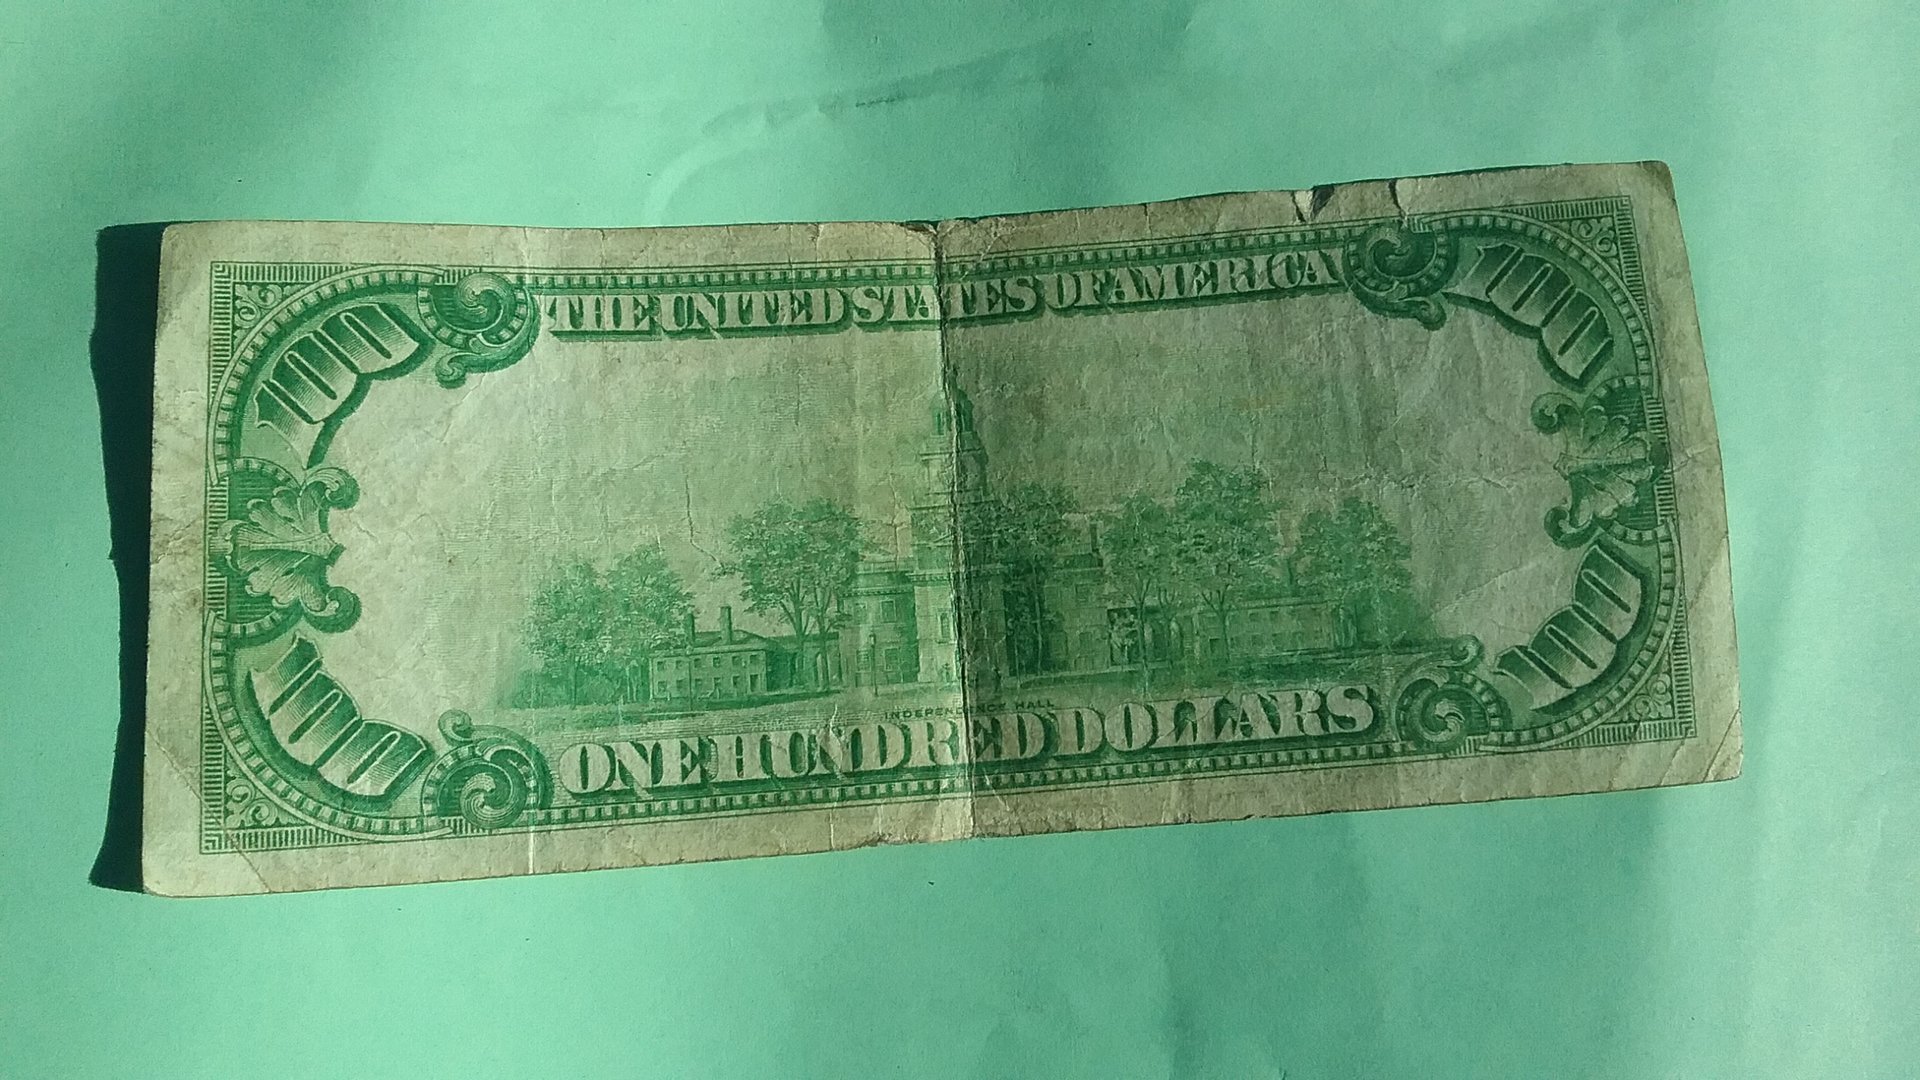 100 THE UNITED STATES OF AMERICA 100
INDEPENDENCE HALL
100 ONE HUNDRED DOLLARS 100